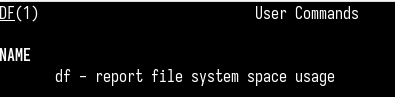 DF(1) User Commands
NAME
df - report file system space usage